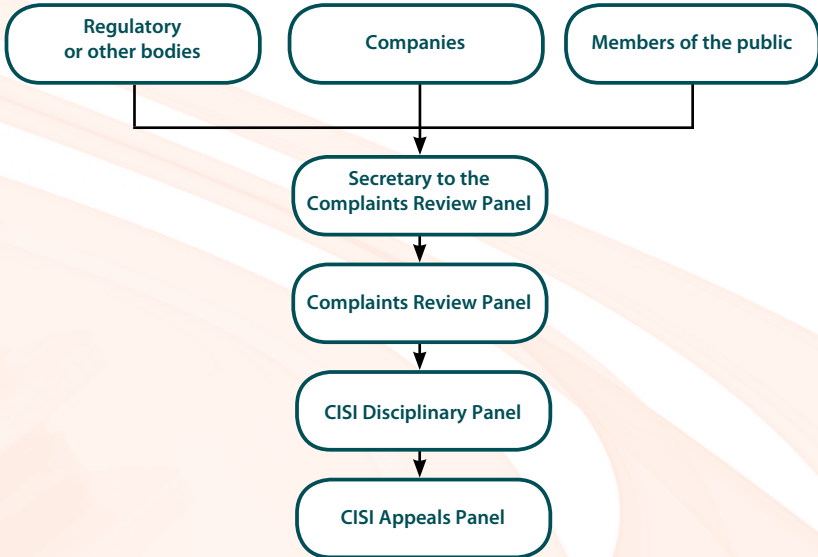 Regulatory
or other bodies
Companies
Members of the public
Secretary to the
Complaints Review Panel
Complaints Review Panel
CISI Disciplinary Panel
CISI Appeals Panel